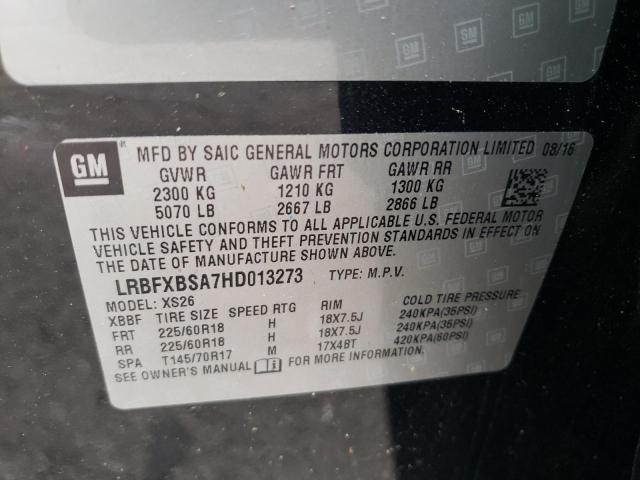 GM
GM
GM
MFD BY SAIC GENERAL MOTORS CORPORATION LIMITED 08/16
GVWR GAWR FRT GAWR RR
2300 KG 1210 KG 1300 KG
5070 LB 2667 LB 2866 LB
THIS VEHICLE CONFORMS TO ALL APPLICABLE U.S. FEDERAL MOTOR
VEHICLE SAFETY AND THEFT PREVENTION STANDARDS IN EFFECT ON
THE DATE OF MANUFACTURE SHOWN ABOVE.
LRBFXBSA7HD013273 TYPE: M.P.V.
MODEL: XS26
XBBF TIRE SIZE SPEED RTG RIM COLD TIRE PRESSURE
FRT 225/60R18 H 18X7.5J 240KPA(35PSI)
RR 225/60R18 H 18X7.5J 240KPA(35PSI)
SPA T145/70R17 M 17X4BT 420KPA(60PSI)
SEE OWNER'S MANUAL FOR MORE INFORMATION.